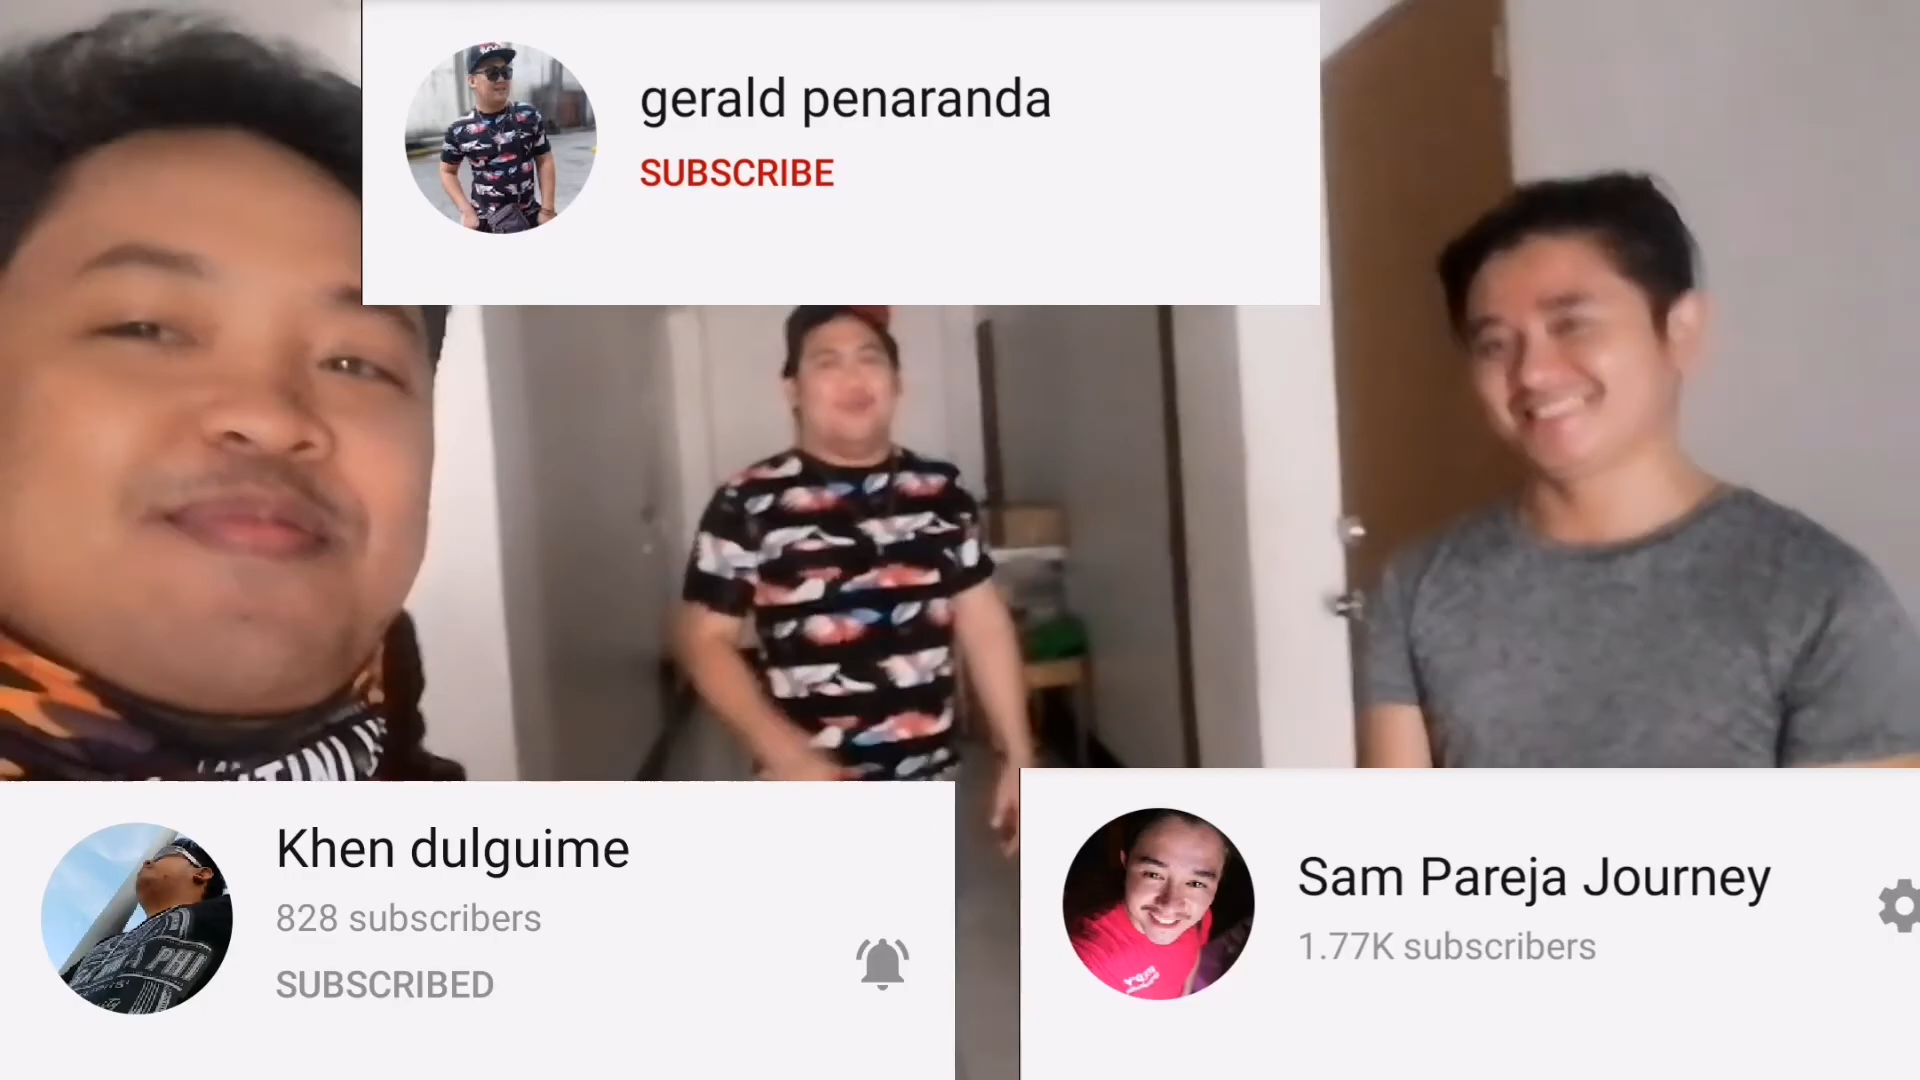 gerald penaranda
SUBSCRIBE
Khen dulguime
828 subscribers
SUBSCRIBED
Sam Pareja Journey
1.77K subscribers